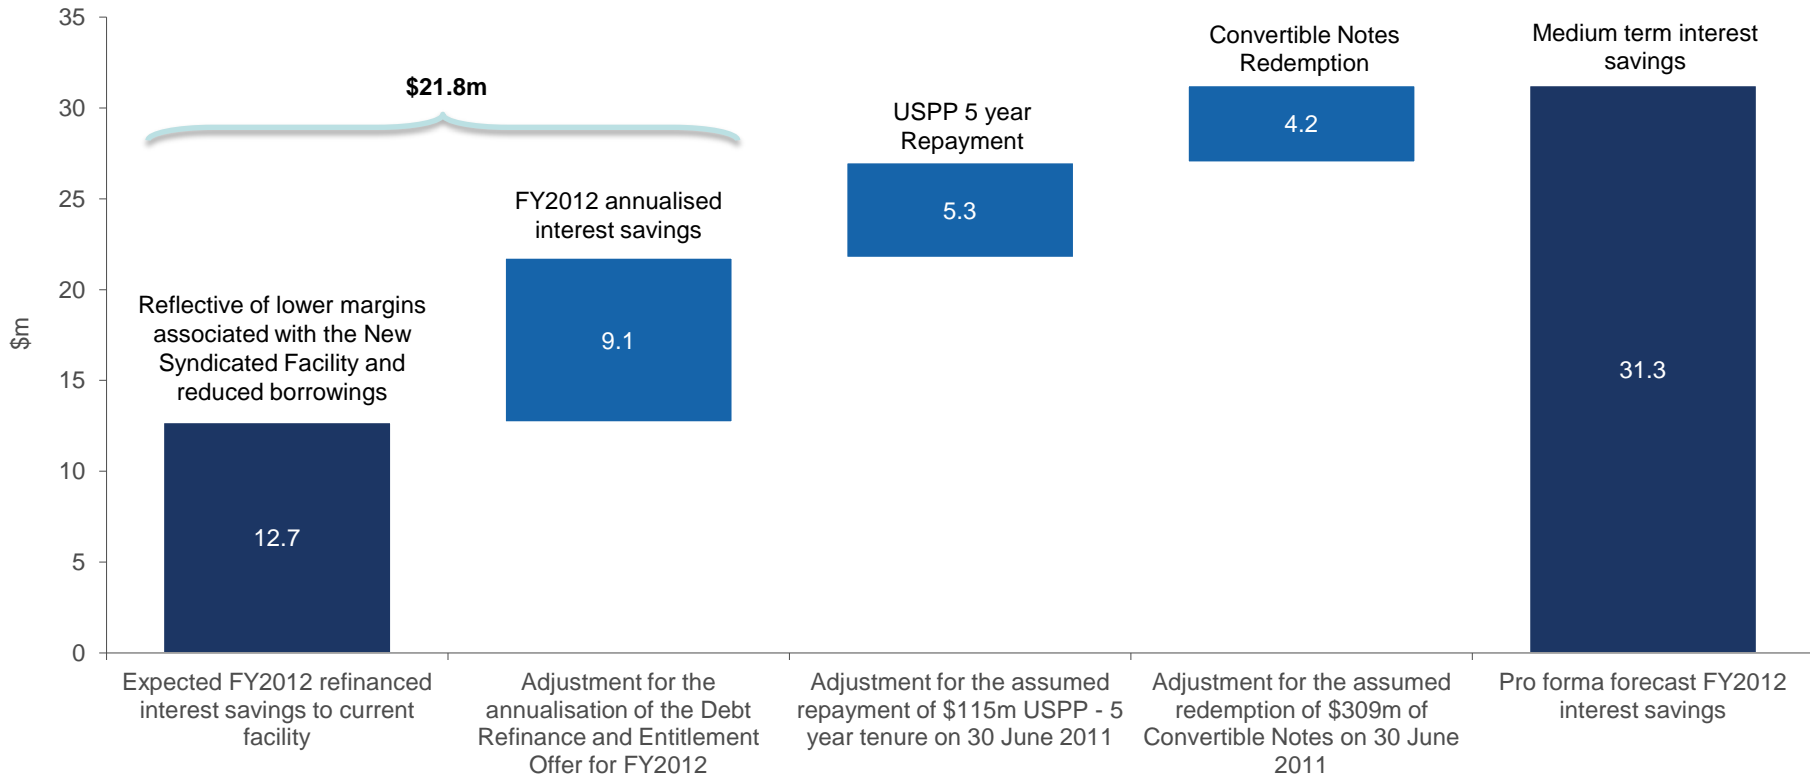 35
30
25
20
15
10
5
0
$m
$21.8m
Reflective of lower margins
associated with the New
Syndicated Facility and
reduced borrowings
12.7
FY2012 annualised
interest savings
9.1
USPP 5 year
Repayment
5.3
Convertible Notes
Redemption
4.2
Medium term interest
savings
31.3
Expected FY2012 refinanced
interest savings to current
facility
Adjustment for the
annualisation of the Debt
Refinance and Entitlement
Offer for FY2012
Adjustment for the assumed
repayment of $115m USPP - 5
year tenure on 30 June 2011
Adjustment for the assumed
redemption of $309m of
Convertible Notes on 30 June
2011
Pro forma forecast FY2012
interest savings